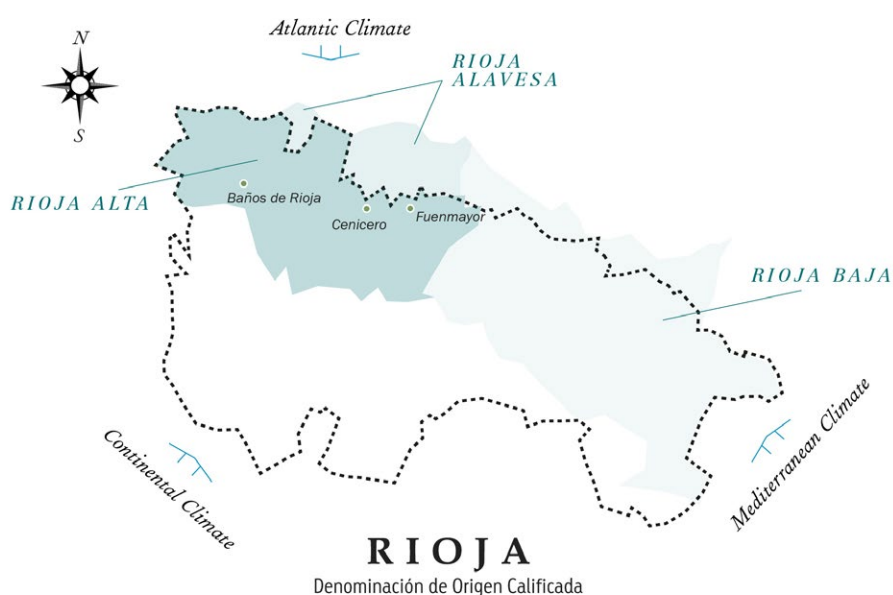 Atlantic Climate
N
S
RIOJA
ALAVESA
RIOJA ALTA
Baños de Rioja
Cenicero
Fuenmayor
RIOJA BAJA
Continental Climate
Mediterranean Climate
RIOJA
Denominación de Origen Calificada